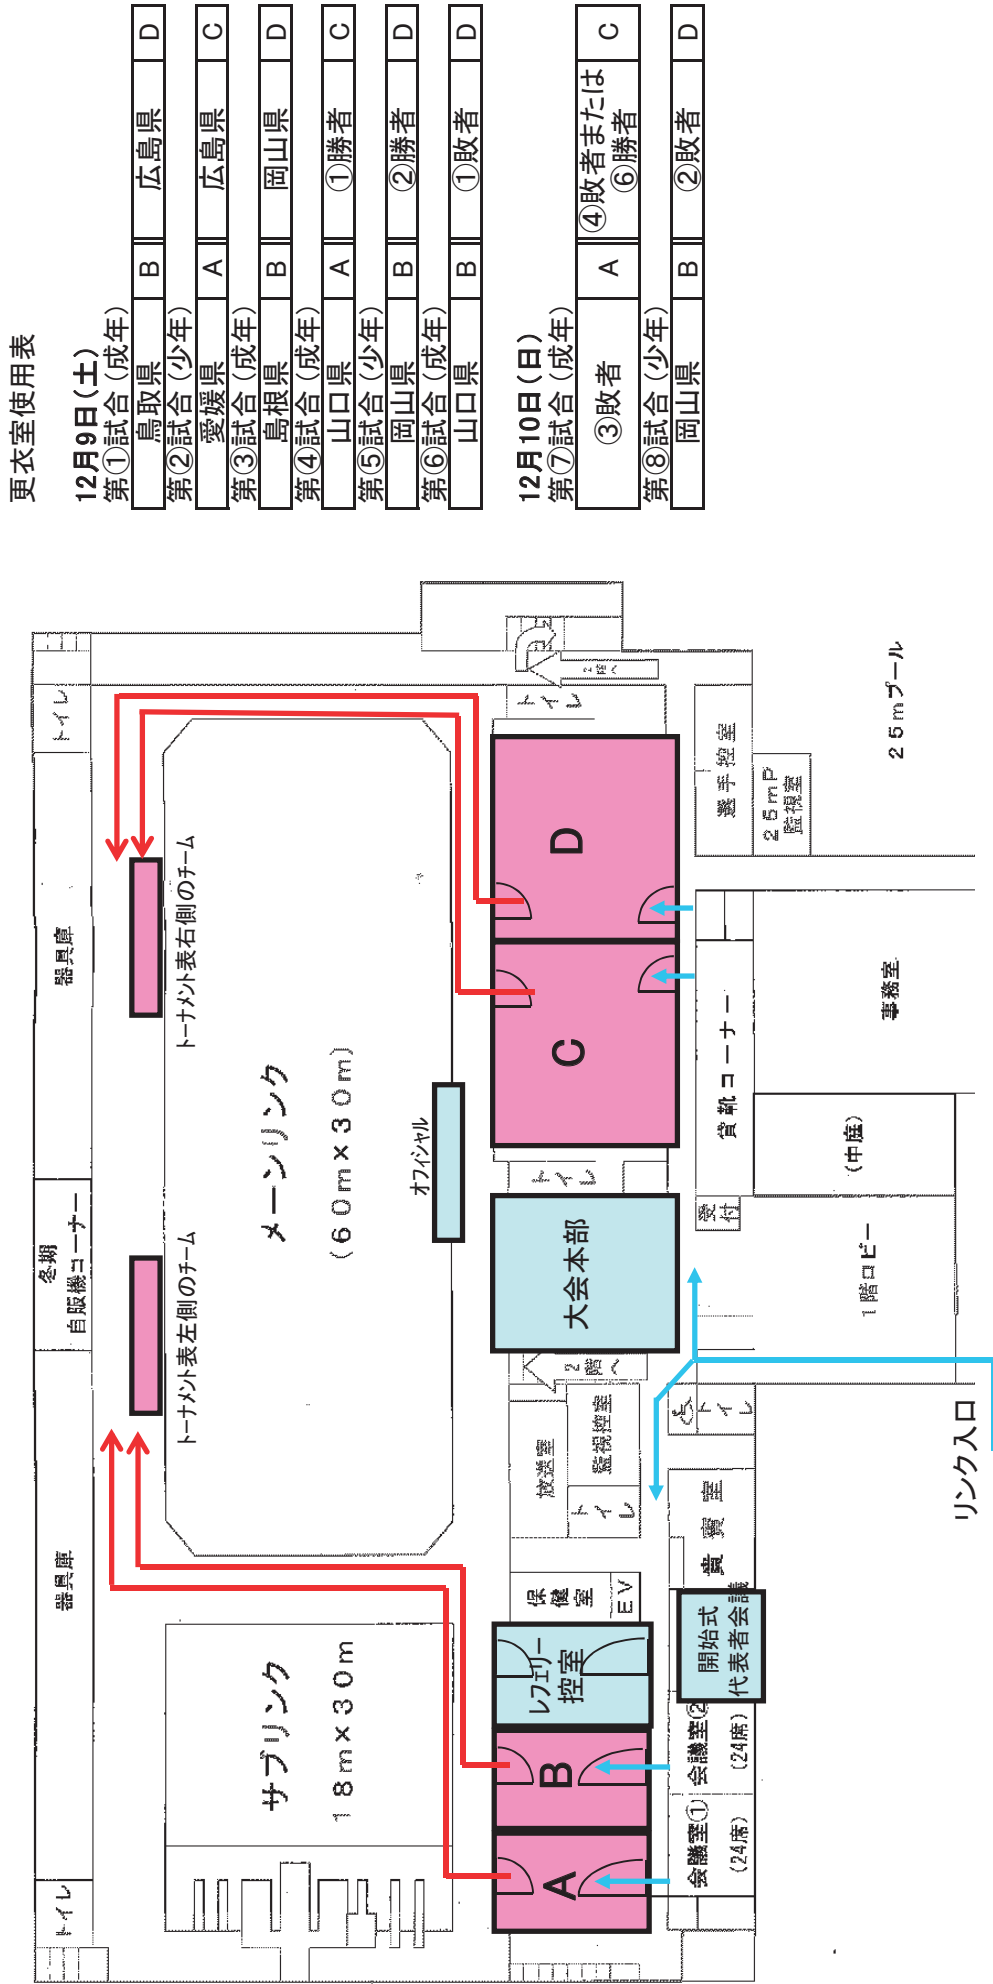 更衣室使用表
12月9日(土)
第①試合(成年)
鳥取県 B 広島県 D
第②試合(少年)
愛媛県 A 広島県 C
第③試合(成年)
島根県 B 岡山県 D
第④試合(成年)
山口県 A ①勝者 C
第⑤試合(少年)
岡山県 B ②勝者 D
第⑥試合(成年)
山口県 B ①敗者 D
12月10日(日)
第⑦試合(成年)
③敗者 A ④敗者または⑥勝者 C
第⑧試合(少年)
岡山県 B ②敗者 D
トイレ
器具庫
冬期
自販機コーナー
器具庫
トイレ
トーナメント表左側のチーム
トーナメント表右側のチーム
サブリンク
18m×30m
メーンリンク
(60m×30m)
オフィシャル
A
B
レフェリー
控室
保健室
EV
放送室
監視控室
トイレ
2階へ
大会本部
トイレ
C
D
トイレ
2階へ
会議室①
(24席)
会議室②
(24席)
開始式
代表者会議
貴賓室
トイレ
受付
貸靴コーナー
選手控室
25mP
監視室
1階ロビー
(中庭)
事務室
25mプール
リンク入口